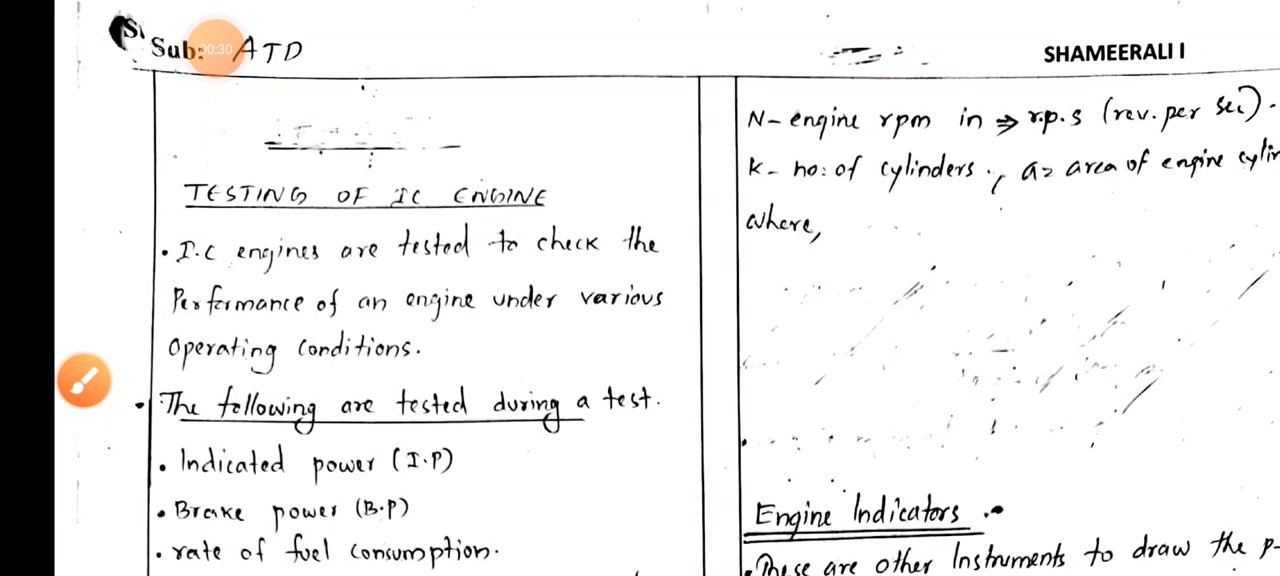 Sub: ATD
00:30
SHAMEERALI I
TESTING OF IC ENGINE
• I.C engines are tested to check the
Performance of an engine under various
Operating Conditions.
• The following are tested during a test.
• Indicated power (I.P)
• Brake power (B.P)
• rate of fuel consumption.
N- engine rpm in ⇒ r.p.s (rev. per sec).
K- no: of cylinders., a= area of engine
where,
Engine Indicators
• These are other Instruments to draw the p-